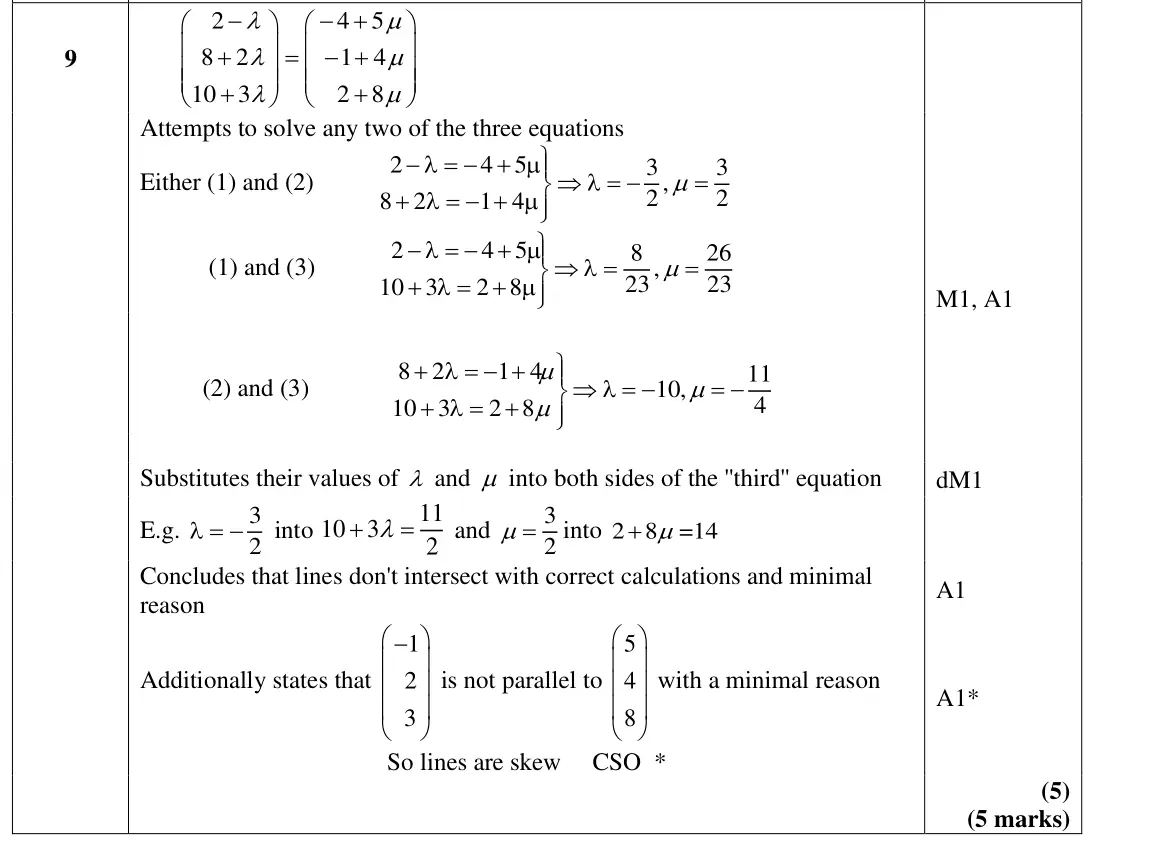 9
( 2 − λ ) ( −4 + 5μ )
( 8 + 2λ ) = ( −1 + 4μ )
( 10 + 3λ ) ( 2 + 8μ )
Attempts to solve any two of the three equations
Either (1) and (2) 2 − λ = −4 + 5μ
8 + 2λ = −1 + 4μ } ⇒ λ = −3/2, μ = 3/2
(1) and (3) 2 − λ = −4 + 5μ
10 + 3λ = 2 + 8μ } ⇒ λ = 8/23, μ = 26/23
M1, A1
(2) and (3) 8 + 2λ = −1 + 4μ
10 + 3λ = 2 + 8μ } ⇒ λ = −10, μ = −11/4
Substitutes their values of λ and μ into both sides of the "third" equation dM1
E.g. λ = −3/2 into 10 + 3λ = 11/2 and μ = 3/2 into 2 + 8μ =14
Concludes that lines don't intersect with correct calculations and minimal
reason A1
Additionally states that (−1 2 3) is not parallel to (5 4 8) with a minimal reason A1*
So lines are skew CSO *
(5)
(5 marks)